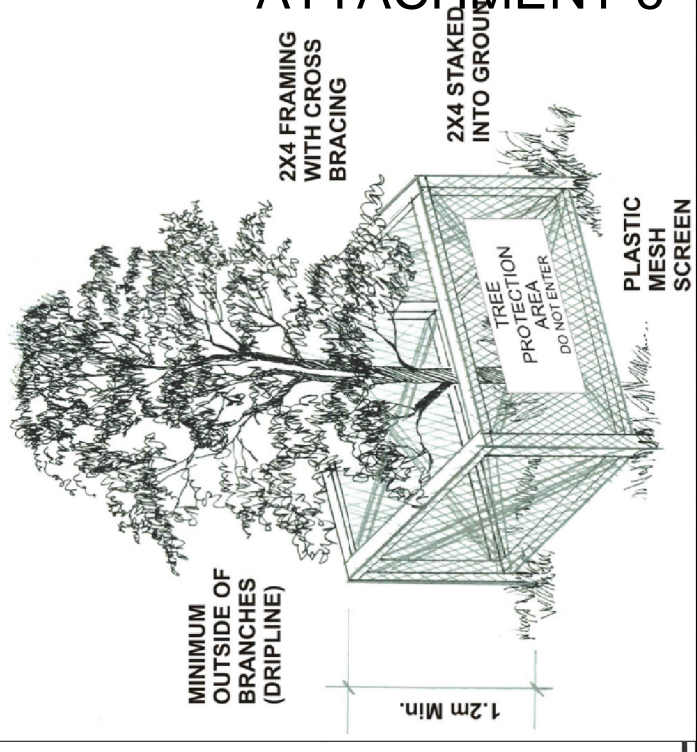 2X4 FRAMING
WITH CROSS
BRACING
2X4 STAKED
INTO GROUN
TREE
PROTECTION
AREA
DO NOT ENTER
PLASTIC
MESH
SCREEN
MINIMUM
OUTSIDE OF
BRANCHES
(DRIPLINE)
1.2m Min.